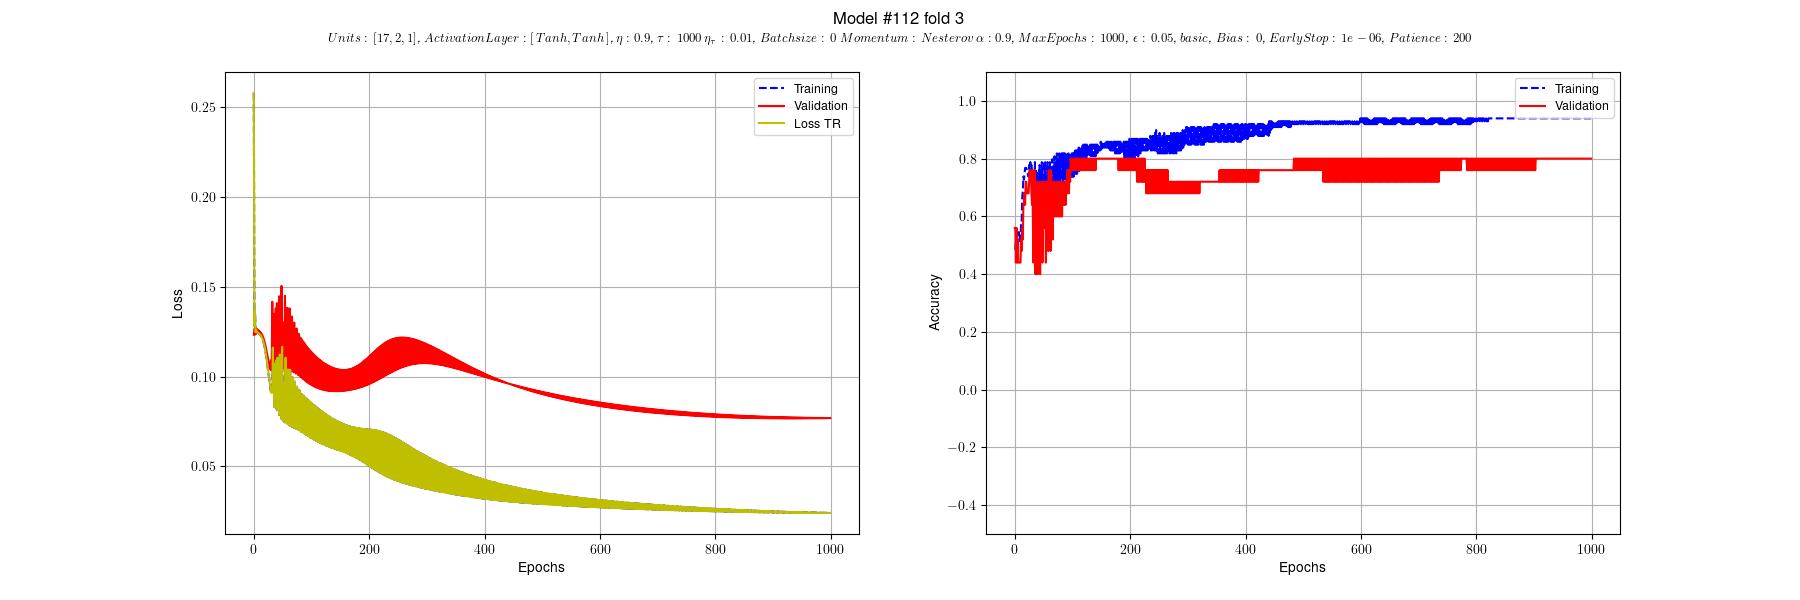 Model #112 fold 3
Units : [17, 2, 1], ActivationLayer : [Tanh, Tanh], η : 0.9, τ : 1000 ητ : 0.01, Batchsize : 0 Momentum : Nesterov α : 0.9, MaxEpochs : 1000, ϵ : 0.05, basic, Bias : 0, EarlyStop : 1e − 06, Patience : 200
Training
Validation
Loss TR
0.25
0.20
0.15
0.10
0.05
Loss
0 200 400 600 800 1000
Epochs
Training
Validation
1.0
0.8
0.6
0.4
0.2
0.0
−0.2
−0.4
Accuracy
0 200 400 600 800 1000
Epochs